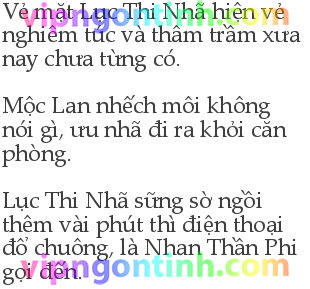 Vẻ mặt Lục Thi Nhã hiện vẻ
vipngontinh.com
nghiêm túc và thâm trầm xưa
nay chưa từng có.
Mộc Lan nhếch môi không
nói gì, ưu nhã đi ra khỏi căn
phòng.
Lục Thi Nhã sững sờ ngồi
thêm vài phút thì điện thoại
đổ chuông, là Nhan Thần Phi
vipngontinh.com
gọi đến.